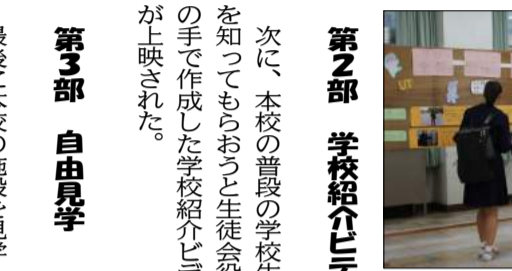 第2部 学校紹介ビデ
次に、本校の普段の学校生
を知ってもらおうと生徒会役
の手で作成した学校紹介ビデ
が上映された。
第3部 自由見学
最後に本校の施設を見学